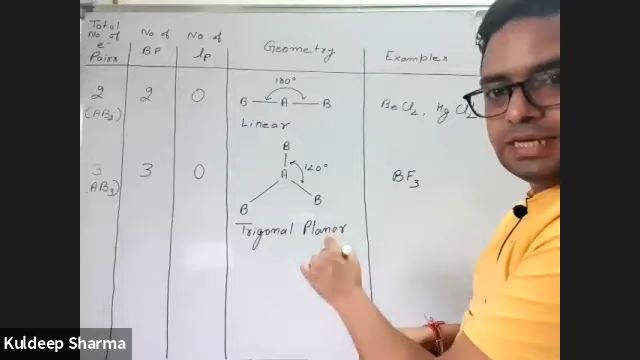 Total
No of
e-
Pairs
No of
BP
No of
lp
Geometry
Examples
2
(AB2)
2
0
180°
B — A — B
Linear
BeCl2, HgCl2
3
AB3)
3
0
B
A
120°
B
B
Trigonal Planar
BF3
Kuldeep Sharma